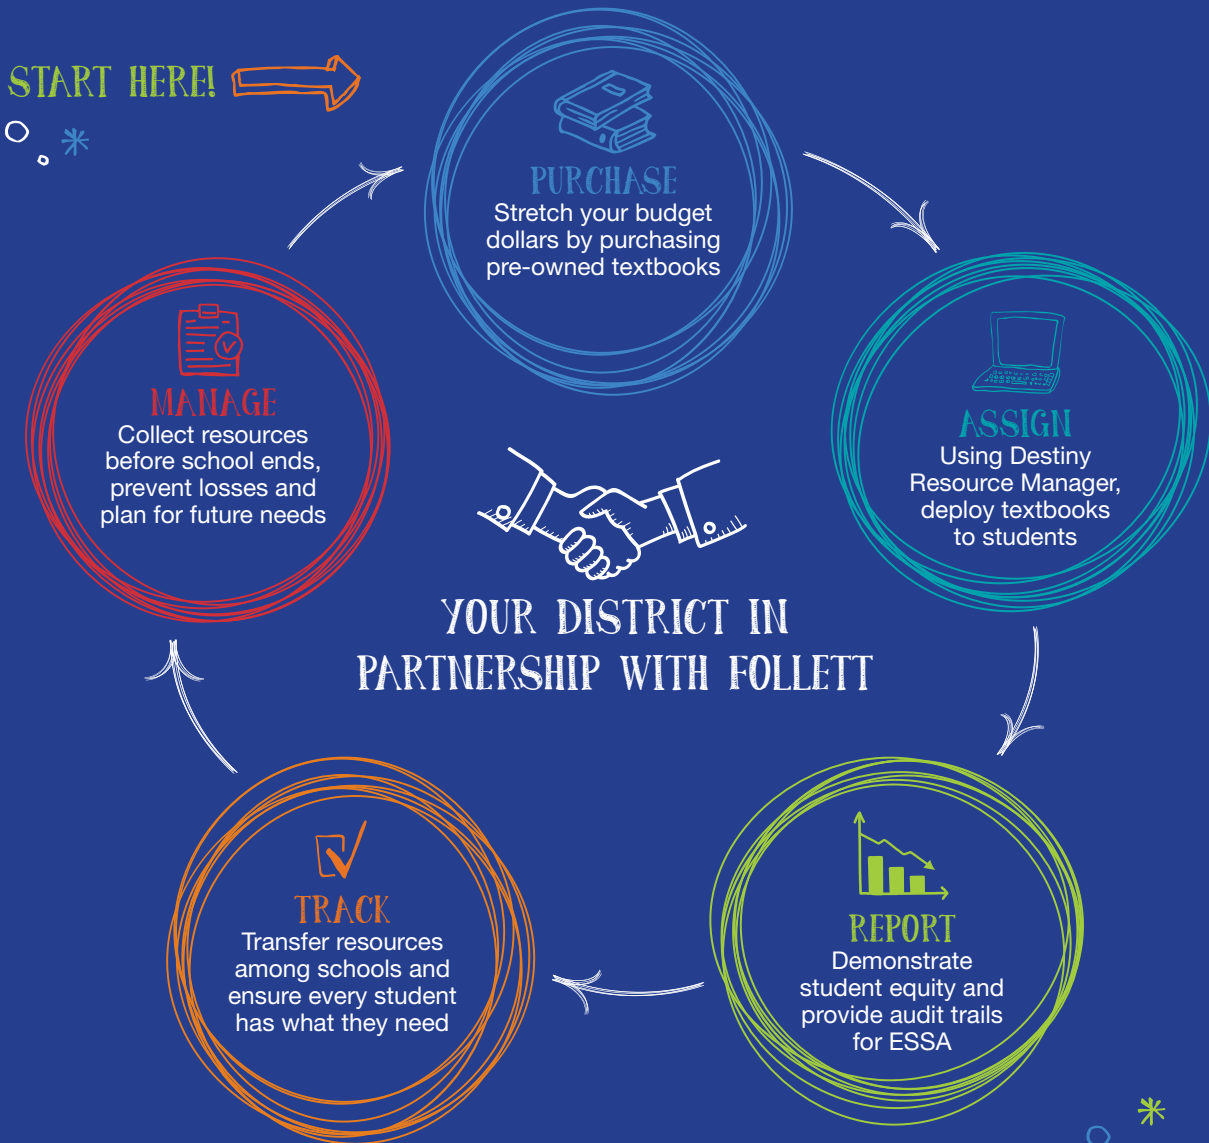 START HERE!
PURCHASE
Stretch your budget
dollars by purchasing
pre-owned textbooks
ASSIGN
Using Destiny
Resource Manager,
deploy textbooks
to students
REPORT
Demonstrate
student equity and
provide audit trails
for ESSA
TRACK
Transfer resources
among schools and
ensure every student
has what they need
MANAGE
Collect resources
before school ends,
prevent losses and
plan for future needs
YOUR DISTRICT IN
PARTNERSHIP WITH FOLLETT